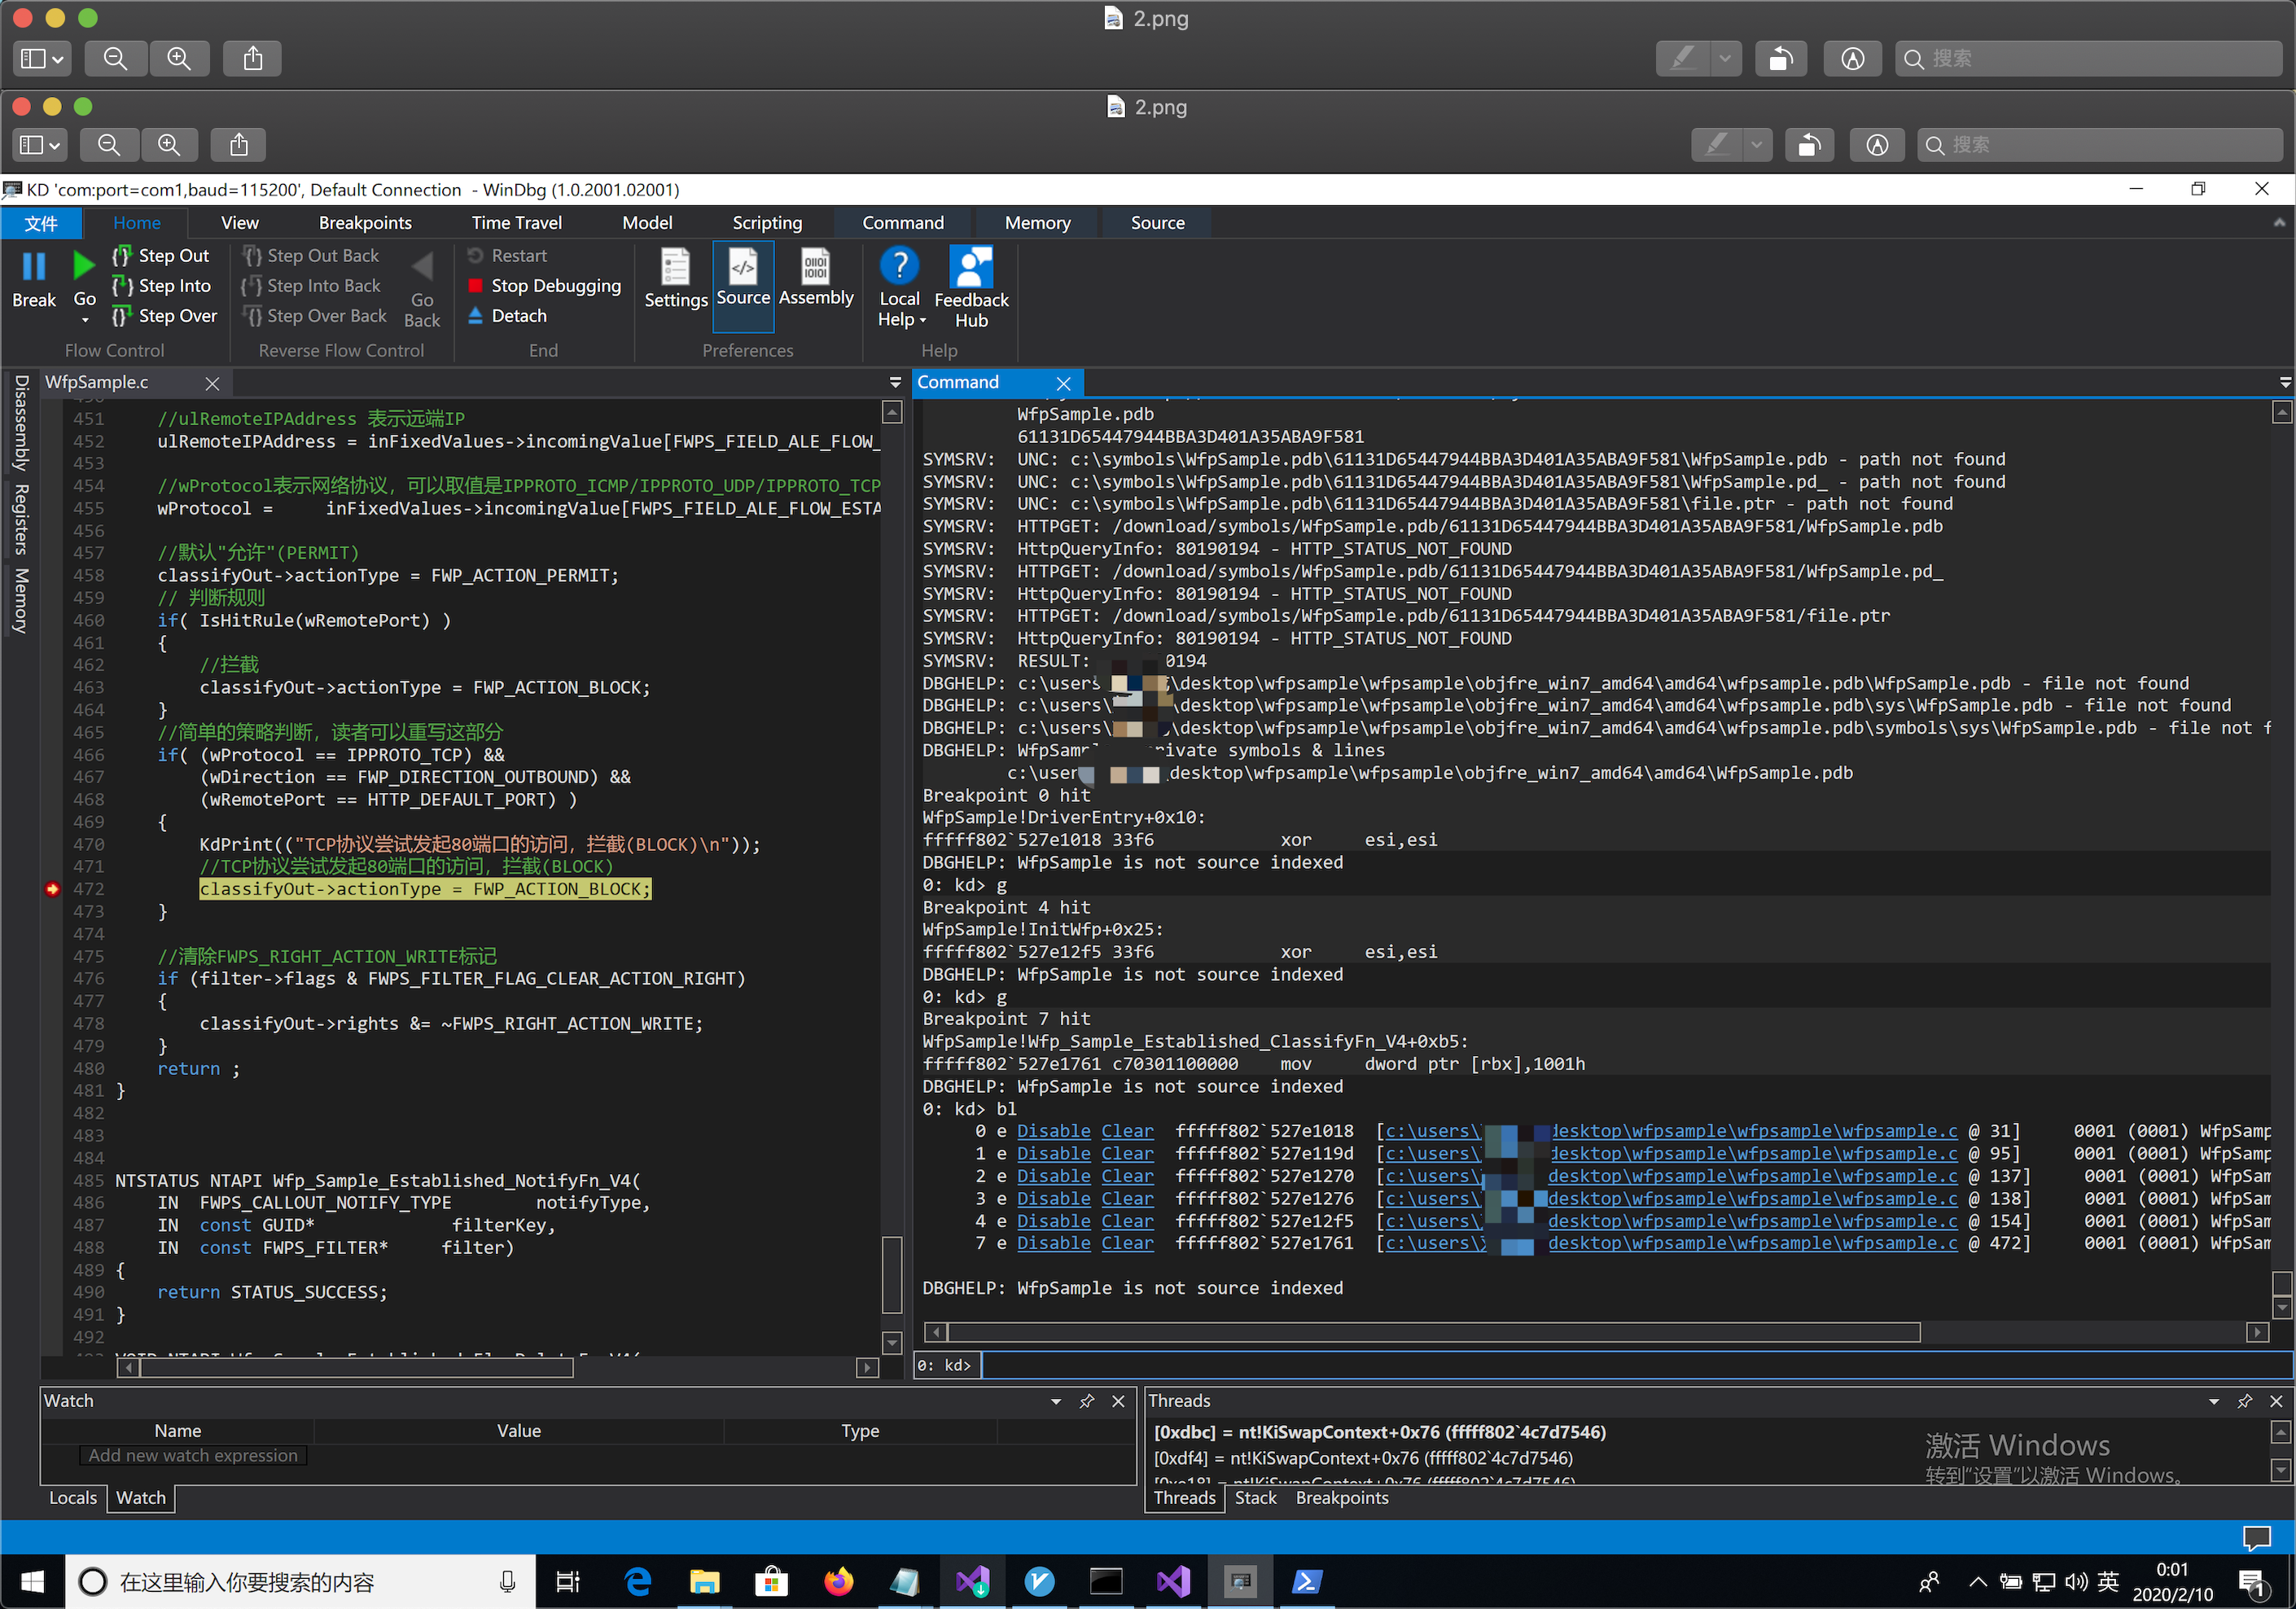 2.png
搜索
2.png
搜索
KD 'com:port=com1,baud=115200', Default Connection - WinDbg (1.0.2001.02001)
文件 Home View Breakpoints Time Travel Model Scripting Command Memory Source
Break
Go
Step Out
Step Into
Step Over
Flow Control
Step Out Back
Step Into Back
Step Over Back
Go Back
Reverse Flow Control
Restart
Stop Debugging
Detach
End
Settings
Source
Assembly
Preferences
Local Help
Feedback Hub
Help
Disassembly
Registers
Memory
WfpSample.c
451 //ulRemoteIPAddress 表示远端IP
452 ulRemoteIPAddress = inFixedValues->incomingValue[FWPS_FIELD_ALE_FLOW_
453
454 //wProtocol表示网络协议，可以取值是IPPROTO_ICMP/IPPROTO_UDP/IPPROTO_TCP
455 wProtocol = inFixedValues->incomingValue[FWPS_FIELD_ALE_FLOW_ESTA
456
457 //默认"允许"(PERMIT)
458 classifyOut->actionType = FWP_ACTION_PERMIT;
459 // 判断规则
460 if( IsHitRule(wRemotePort) )
461 {
462 //拦截
463 classifyOut->actionType = FWP_ACTION_BLOCK;
464 }
465 //简单的策略判断，读者可以重写这部分
466 if( (wProtocol == IPPROTO_TCP) &&
467 (wDirection == FWP_DIRECTION_OUTBOUND) &&
468 (wRemotePort == HTTP_DEFAULT_PORT) )
469 {
470 KdPrint(("TCP协议尝试发起80端口的访问，拦截(BLOCK)\n"));
471 //TCP协议尝试发起80端口的访问，拦截(BLOCK)
472 classifyOut->actionType = FWP_ACTION_BLOCK;
473 }
474
475 //清除FWPS_RIGHT_ACTION_WRITE标记
476 if (filter->flags & FWPS_FILTER_FLAG_CLEAR_ACTION_RIGHT)
477 {
478 classifyOut->rights &= ~FWPS_RIGHT_ACTION_WRITE;
479 }
480 return ;
481 }
482
483
484
485 NTSTATUS NTAPI Wfp_Sample_Established_NotifyFn_V4(
486 IN FWPS_CALLOUT_NOTIFY_TYPE notifyType,
487 IN const GUID* filterKey,
488 IN const FWPS_FILTER* filter)
489 {
490 return STATUS_SUCCESS;
491 }
492
Command
WfpSample.pdb
61131D65447944BBA3D401A35ABA9F581
SYMSRV: UNC: c:\symbols\WfpSample.pdb\61131D65447944BBA3D401A35ABA9F581\WfpSample.pdb - path not found
SYMSRV: UNC: c:\symbols\WfpSample.pdb\61131D65447944BBA3D401A35ABA9F581\WfpSample.pd_ - path not found
SYMSRV: UNC: c:\symbols\WfpSample.pdb\61131D65447944BBA3D401A35ABA9F581\file.ptr - path not found
SYMSRV: HTTPGET: /download/symbols/WfpSample.pdb/61131D65447944BBA3D401A35ABA9F581/WfpSample.pdb
SYMSRV: HttpQueryInfo: 80190194 - HTTP_STATUS_NOT_FOUND
SYMSRV: HTTPGET: /download/symbols/WfpSample.pdb/61131D65447944BBA3D401A35ABA9F581/WfpSample.pd_
SYMSRV: HttpQueryInfo: 80190194 - HTTP_STATUS_NOT_FOUND
SYMSRV: HTTPGET: /download/symbols/WfpSample.pdb/61131D65447944BBA3D401A35ABA9F581/file.ptr
SYMSRV: HttpQueryInfo: 80190194 - HTTP_STATUS_NOT_FOUND
SYMSRV: RESULT: 0194
DBGHELP: c:\users \desktop\wfpsample\wfpsample\objfre_win7_amd64\amd64\wfpsample.pdb\WfpSample.pdb - file not found
DBGHELP: c:\users\ \desktop\wfpsample\wfpsample\objfre_win7_amd64\amd64\wfpsample.pdb\sys\WfpSample.pdb - file not found
DBGHELP: c:\users\ \desktop\wfpsample\wfpsample\objfre_win7_amd64\amd64\wfpsample.pdb\symbols\sys\WfpSample.pdb - file not f
DBGHELP: WfpSam rivate symbols & lines
c:\user desktop\wfpsample\wfpsample\objfre_win7_amd64\amd64\WfpSample.pdb
Breakpoint 0 hit
WfpSample!DriverEntry+0x10:
fffff802`527e1018 33f6 xor esi,esi
DBGHELP: WfpSample is not source indexed
0: kd> g
Breakpoint 4 hit
WfpSample!InitWfp+0x25:
fffff802`527e12f5 33f6 xor esi,esi
DBGHELP: WfpSample is not source indexed
0: kd> g
Breakpoint 7 hit
WfpSample!Wfp_Sample_Established_ClassifyFn_V4+0xb5:
fffff802`527e1761 c70301100000 mov dword ptr [rbx],1001h
DBGHELP: WfpSample is not source indexed
0: kd> bl
0 e Disable Clear fffff802`527e1018 [c:\users\ desktop\wfpsample\wfpsample\wfpsample.c @ 31] 0001 (0001) WfpSamp
1 e Disable Clear fffff802`527e119d [c:\users\ desktop\wfpsample\wfpsample\wfpsample.c @ 95] 0001 (0001) WfpSamp
2 e Disable Clear fffff802`527e1270 [c:\users\ desktop\wfpsample\wfpsample\wfpsample.c @ 137] 0001 (0001) WfpSam
3 e Disable Clear fffff802`527e1276 [c:\users\ desktop\wfpsample\wfpsample\wfpsample.c @ 138] 0001 (0001) WfpSam
4 e Disable Clear fffff802`527e12f5 [c:\users\ desktop\wfpsample\wfpsample\wfpsample.c @ 154] 0001 (0001) WfpSam
7 e Disable Clear fffff802`527e1761 [c:\users\ desktop\wfpsample\wfpsample\wfpsample.c @ 472] 0001 (0001) WfpSam
DBGHELP: WfpSample is not source indexed
0: kd>
Watch
Name Value Type
Add new watch expression
Locals Watch
Threads
[0xdbc] = nt!KiSwapContext+0x76 (fffff802`4c7d7546)
[0xdf4] = nt!KiSwapContext+0x76 (fffff802`4c7d7546)
[0xe18] = nt!KiSwapContext+0x76 (fffff802`4c7d7546)
激活 Windows
转到"设置"以激活 Windows。
Threads Stack Breakpoints
在这里输入你要搜索的内容
英
0:01
2020/2/10
1